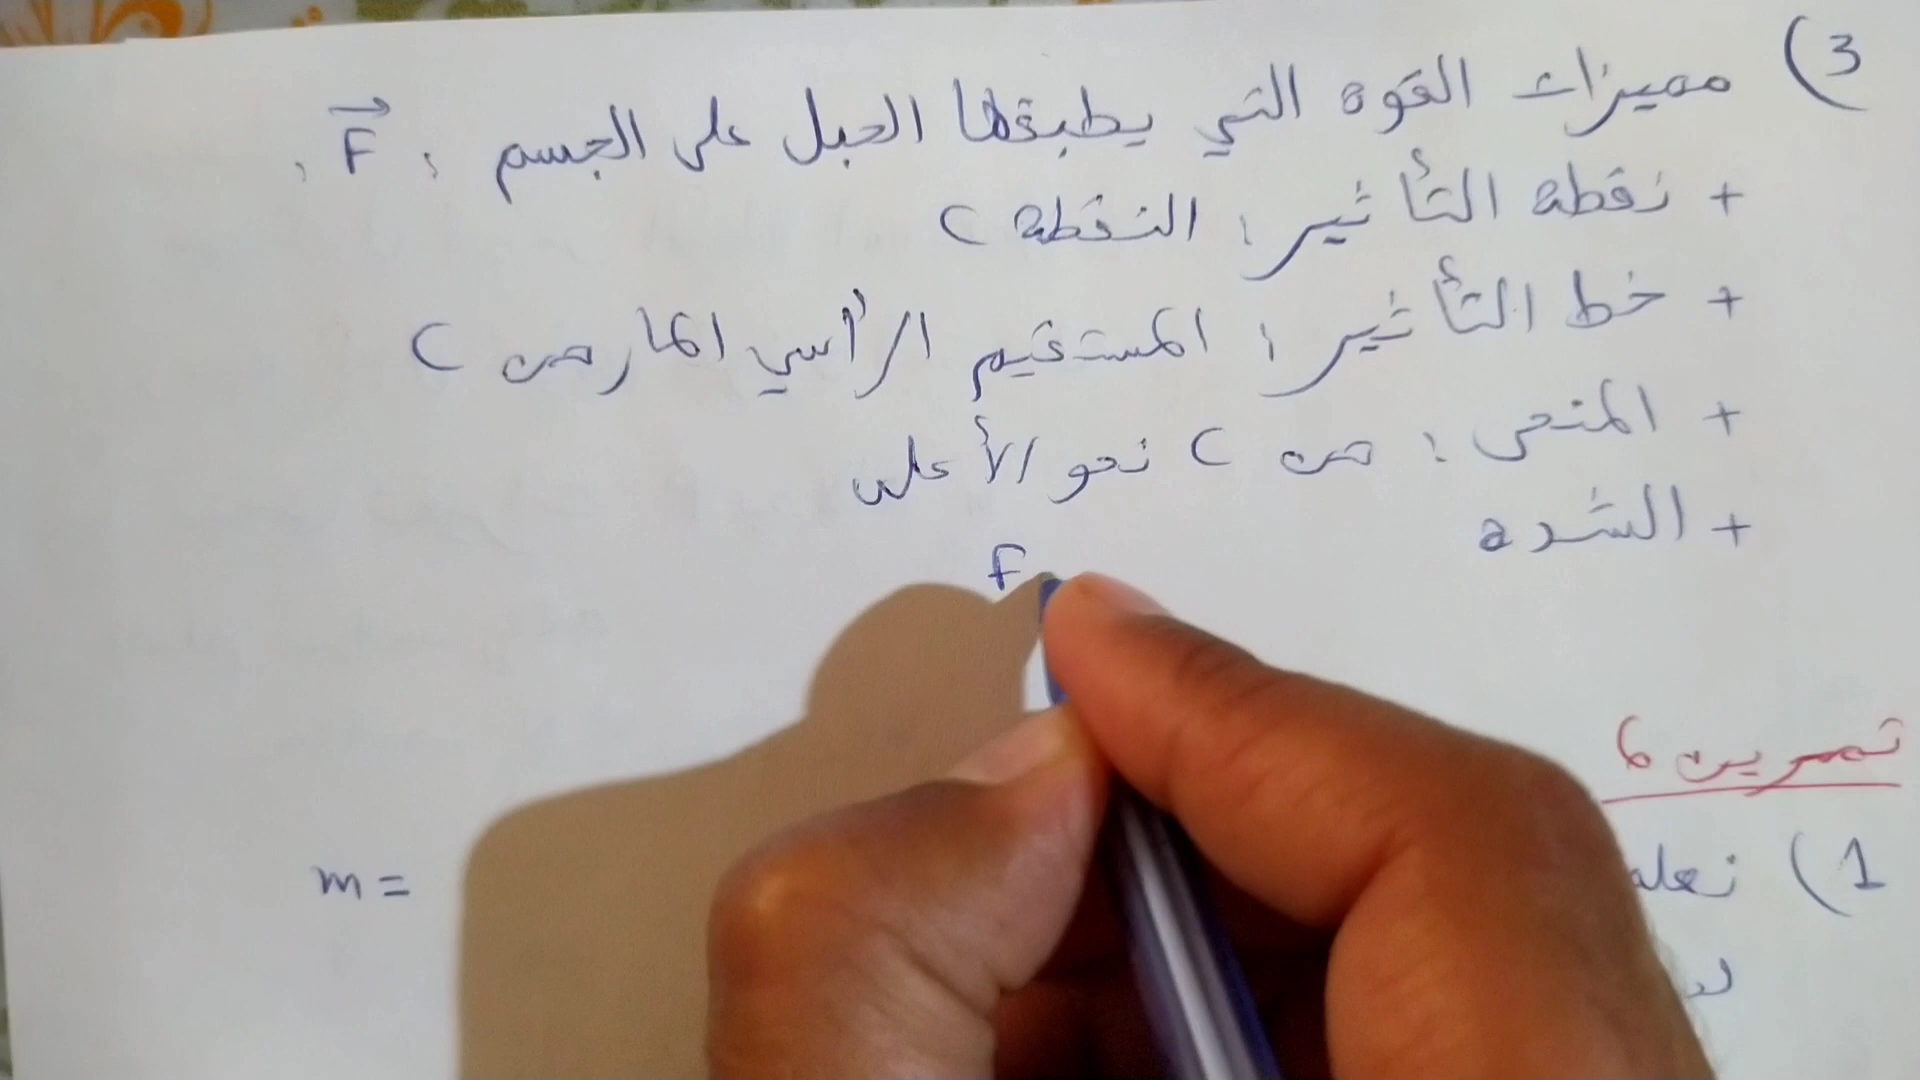 3) مميزات القوة التي يطبقها الحبل على الجسم : F⃗ :
+ نقطة التأثير : النقطة C
+ خط التأثير : المستقيم الرأسي المار من C
+ المنحى : من C نحو الأعلى
+ الشدة
F
تمرين 6
1) نعلم
m =